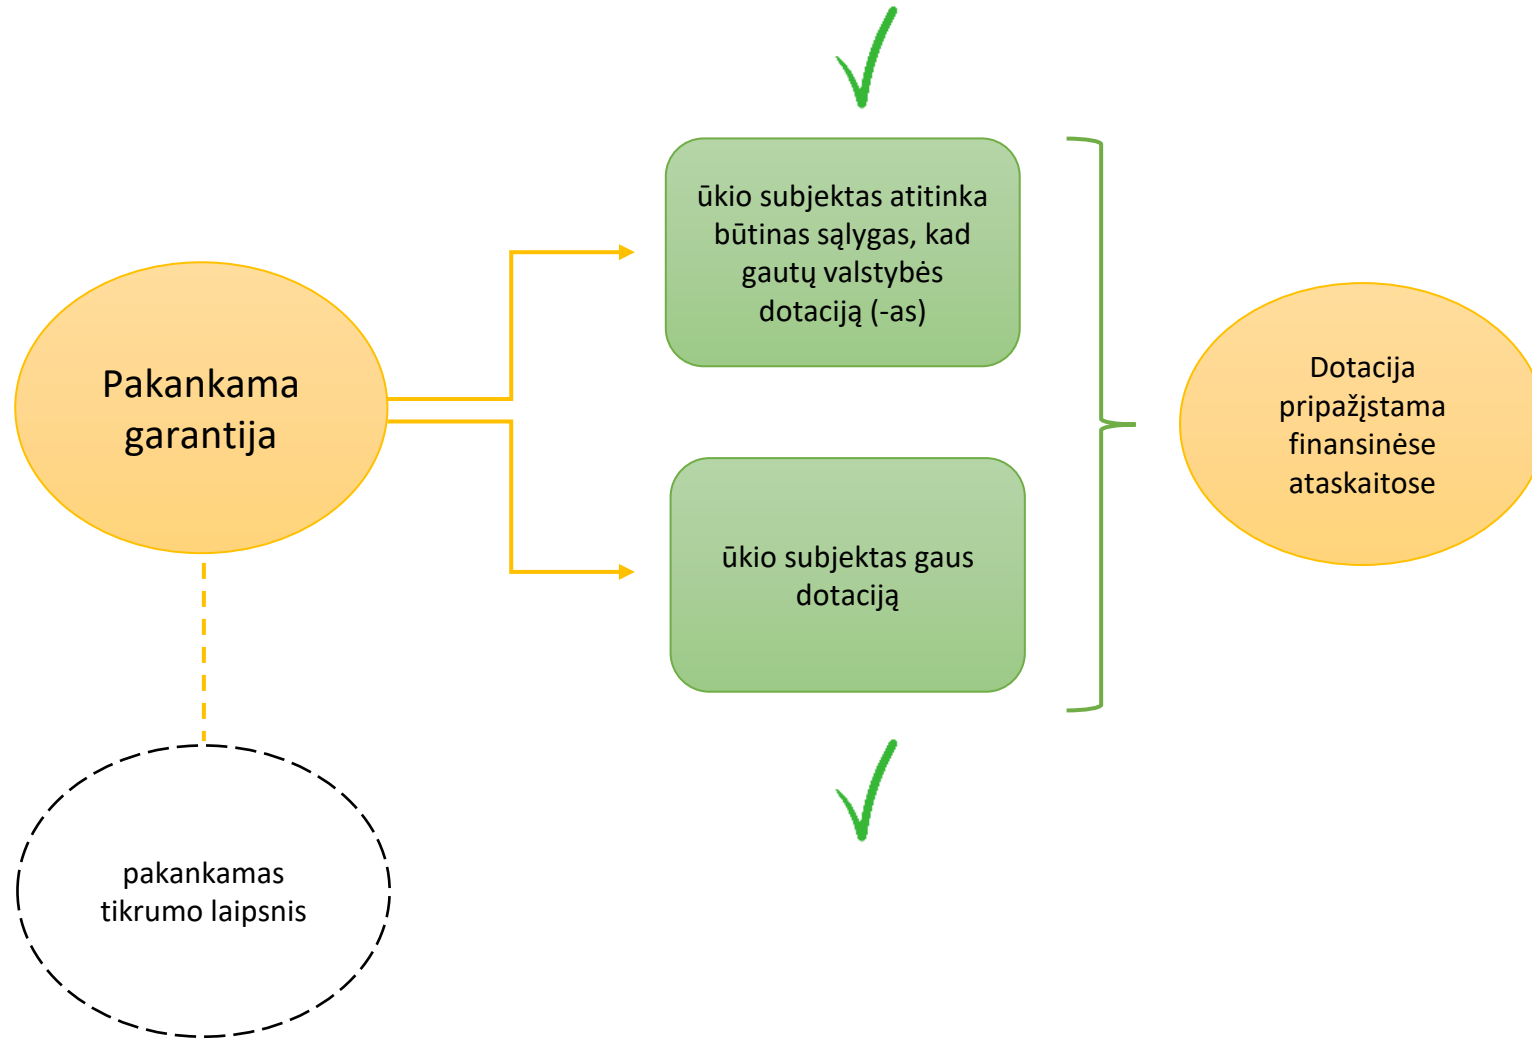 Pakankama
garantija
ūkio subjektas atitinka
būtinas sąlygas, kad
gautų valstybės
dotaciją (-as)
ūkio subjektas gaus
dotaciją
Dotacija
pripažįstama
finansinėse
ataskaitose
pakankamas
tikrumo laipsnis